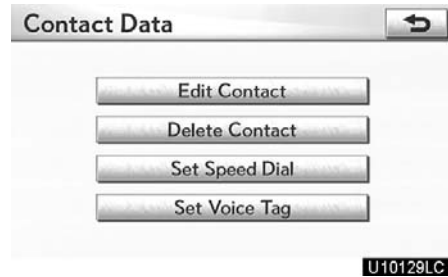 Contact Data
Edit Contact
Delete Contact
Set Speed Dial
Set Voice Tag
U10129LC